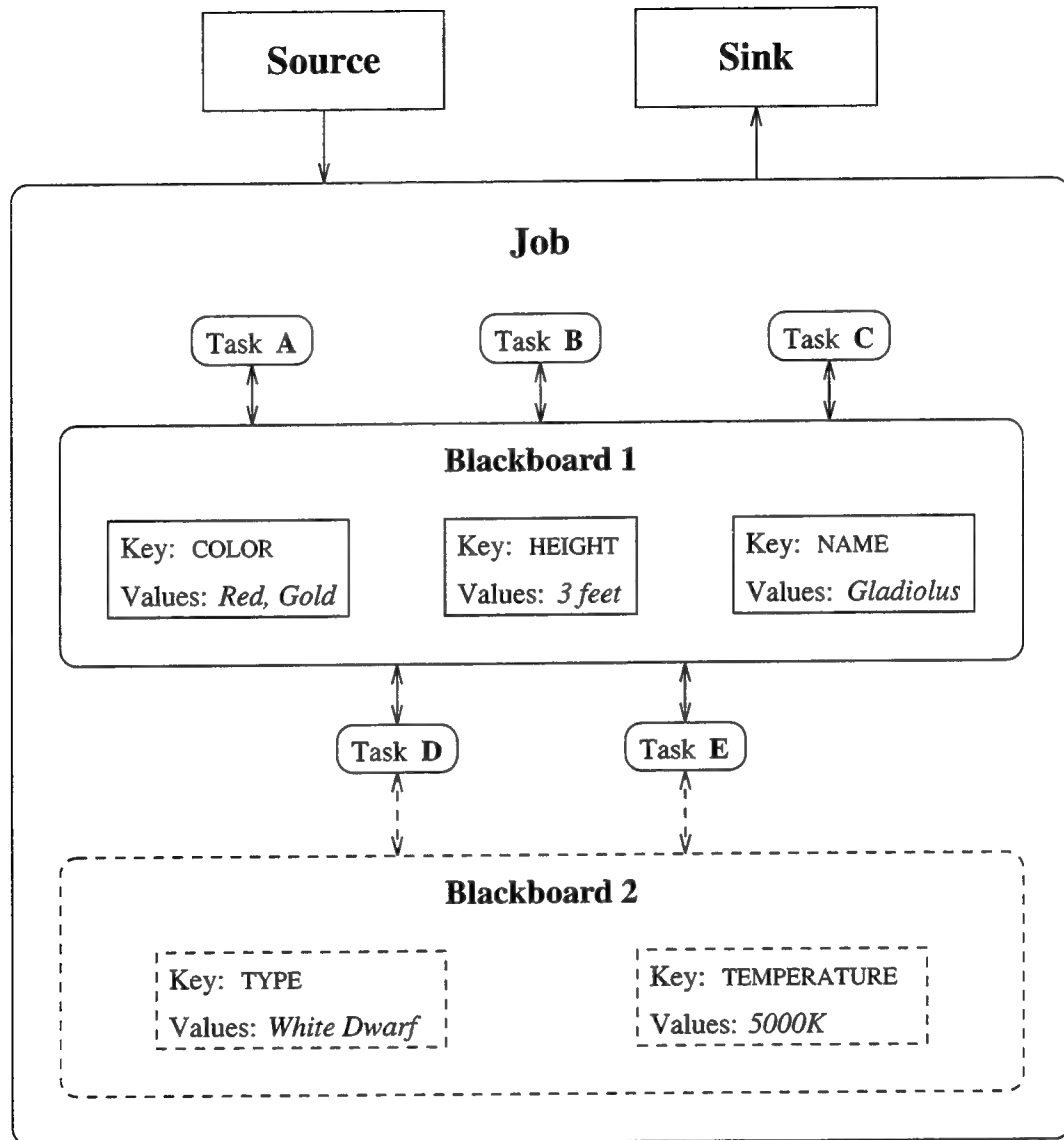 Source
Sink
Job
Task A
Task B
Task C
Blackboard 1
Key: COLOR
Values: Red, Gold
Key: HEIGHT
Values: 3 feet
Key: NAME
Values: Gladiolus
Task D
Task E
Blackboard 2
Key: TYPE
Values: White Dwarf
Key: TEMPERATURE
Values: 5000K